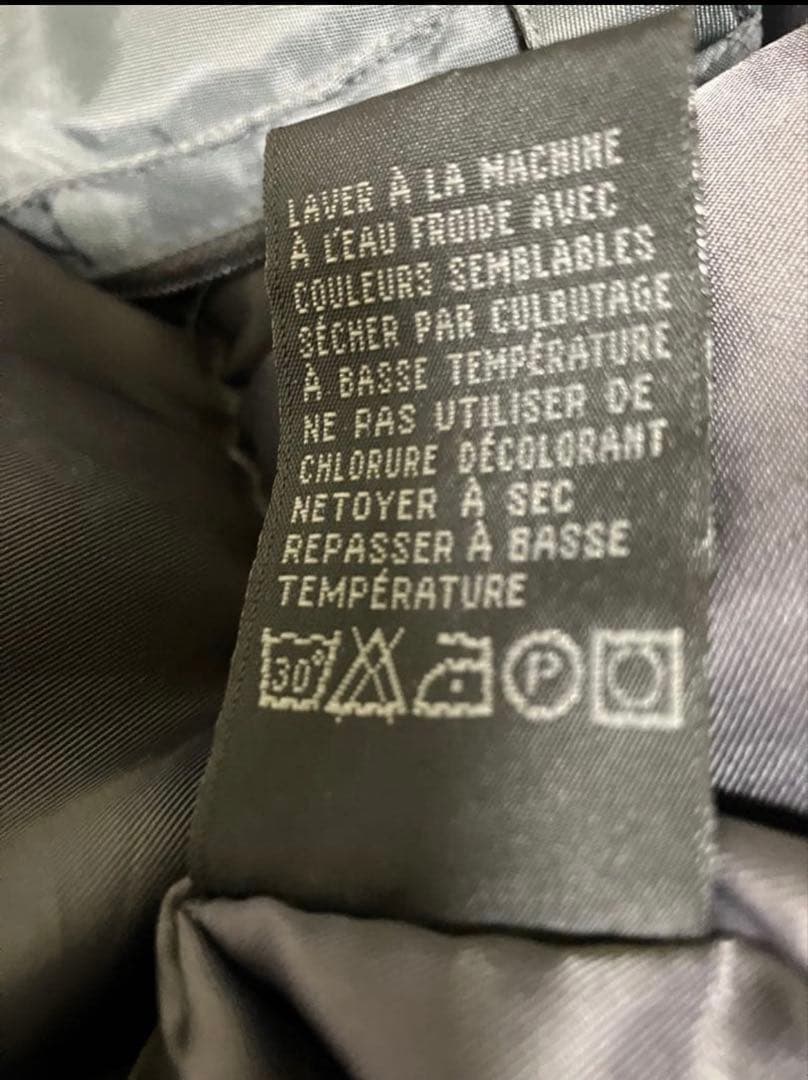 LAVER À LA MACHINE
À L'EAU FROIDE AVEC
COULEURS SEMBLABLES
SÉCHER PAR CULBUTAGE
À BASSE TEMPÉRATURE
NE PAS UTILISER DE
CHLORURE DÉCOLORANT
NETOYER À SEC
REPASSER À BASSE
TEMPÉRATURE
30° P